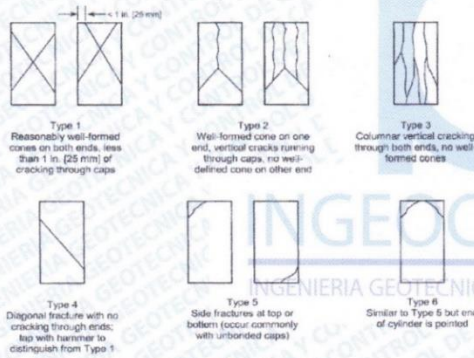 < 1 in. [25 mm]
Type 1
Reasonably well-formed
cones on both ends, less
than 1 in. [25 mm] of
cracking through caps
Type 2
Well-formed cone on one
end, vertical cracks running
through caps, no well-
defined cone on other end
Type 3
Columnar vertical cracking
through both ends, no well-
formed cones
Type 4
Diagonal fracture with no
cracking through ends;
tap with hammer to
distinguish from Type 1
Type 5
Side fractures at top or
bottom (occur commonly
with unbonded caps)
Type 6
Similar to Type 5 but end
of cylinder is pointed
INGEOC
INGENIERIA GEOTECNIC